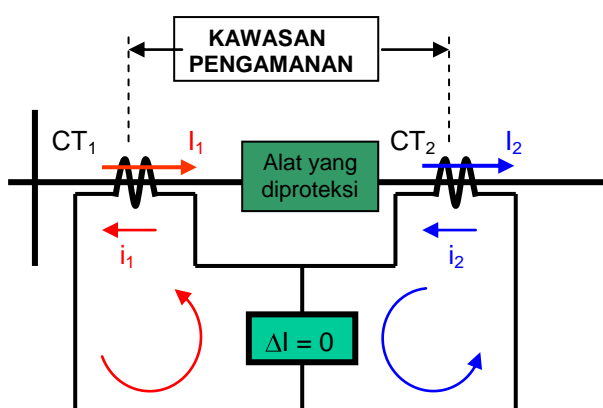 KAWASAN
PENGAMANAN
CT₁
I₁
Alat yang
diproteksi
CT₂
I₂
i₁
i₂
ΔI = 0